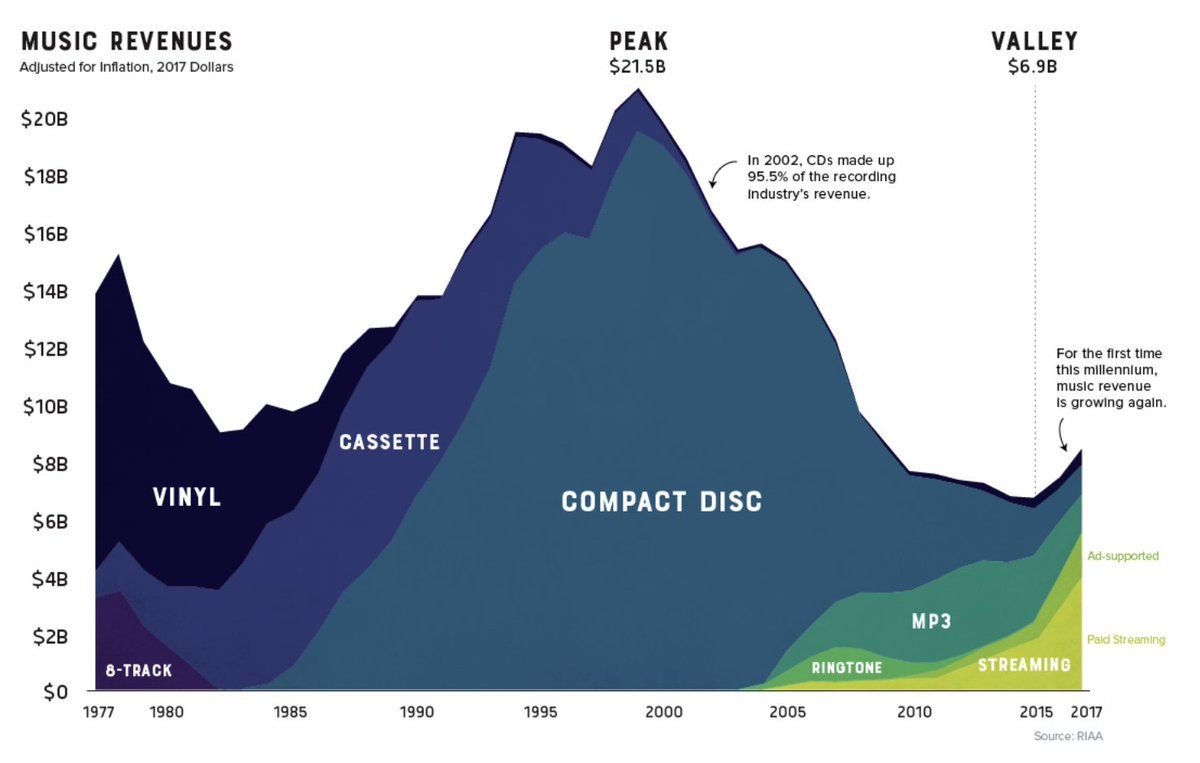 MUSIC REVENUES
Adjusted for Inflation, 2017 Dollars
PEAK
$21.5B
VALLEY
$6.9B
$20B
$18B
$16B
$14B
$12B
$10B
$8B
$6B
$4B
$2B
$0
In 2002, CDs made up
95.5% of the recording
industry's revenue.
For the first time
this millennium,
music revenue
is growing again.
VINYL
CASSETTE
COMPACT DISC
8-TRACK
MP3
RINGTONE
STREAMING
Ad-supported
Paid Streaming
1977
1980
1985
1990
1995
2000
2005
2010
2015
2017
Source: RIAA